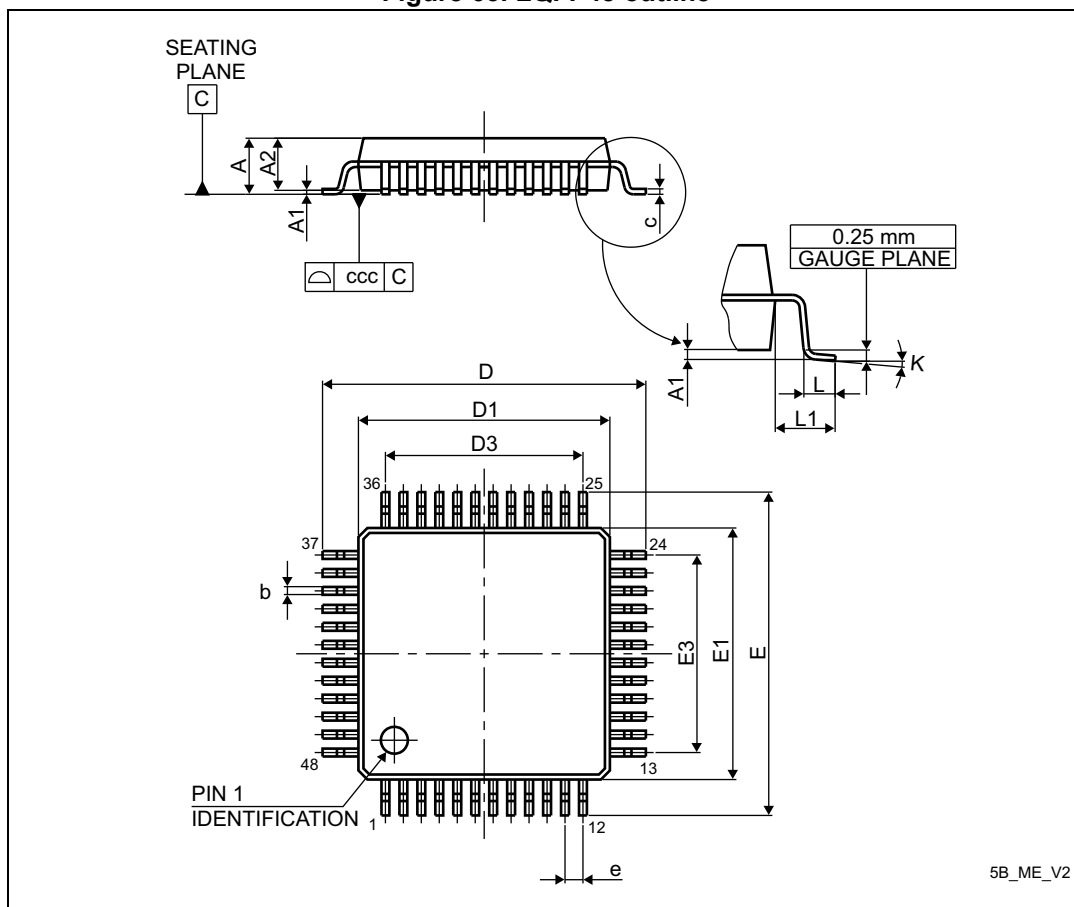 SEATING
PLANE
C
A
A2
A1
c
ccc C
0.25 mm
GAUGE PLANE
A1
K
L
L1
D
D1
D3
36
25
37
24
b
E3
E1
E
48
13
PIN 1
IDENTIFICATION
1
12
e
5B_ME_V2